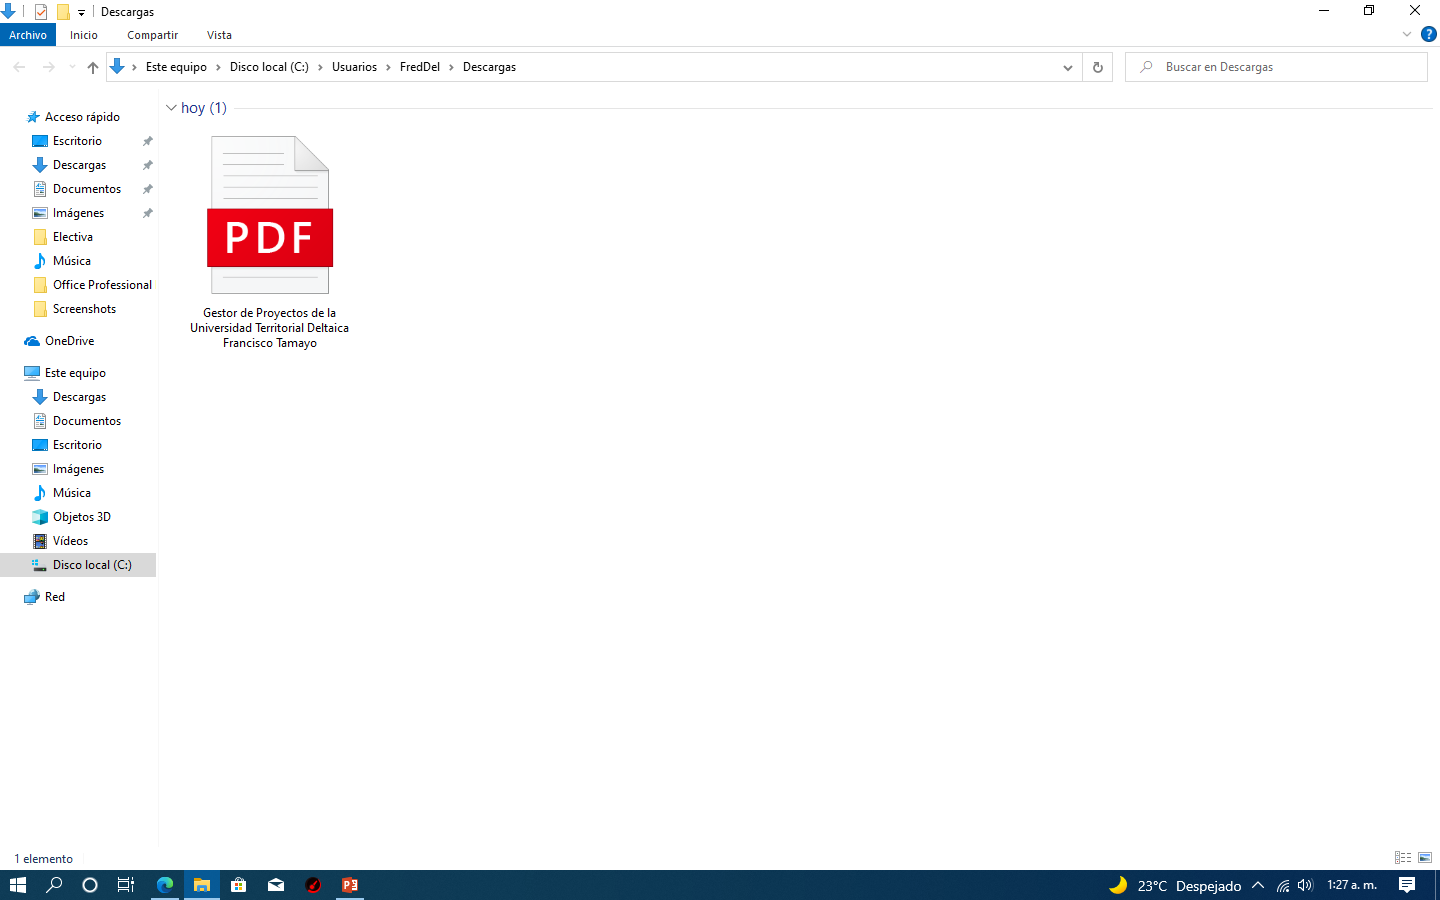 Descargas
Archivo Inicio Compartir Vista
?
Este equipo > Disco local (C:) > Usuarios > FredDel > Descargas
Buscar en Descargas
Acceso rápido
Escritorio
Descargas
Documentos
Imágenes
Electiva
Música
Office Professional
Screenshots
OneDrive
Este equipo
Descargas
Documentos
Escritorio
Imágenes
Música
Objetos 3D
Vídeos
Disco local (C:)
Red
hoy (1)
PDF
Gestor de Proyectos de la
Universidad Territorial Deltaica
Francisco Tamayo
1 elemento
23°C Despejado
1:27 a. m.